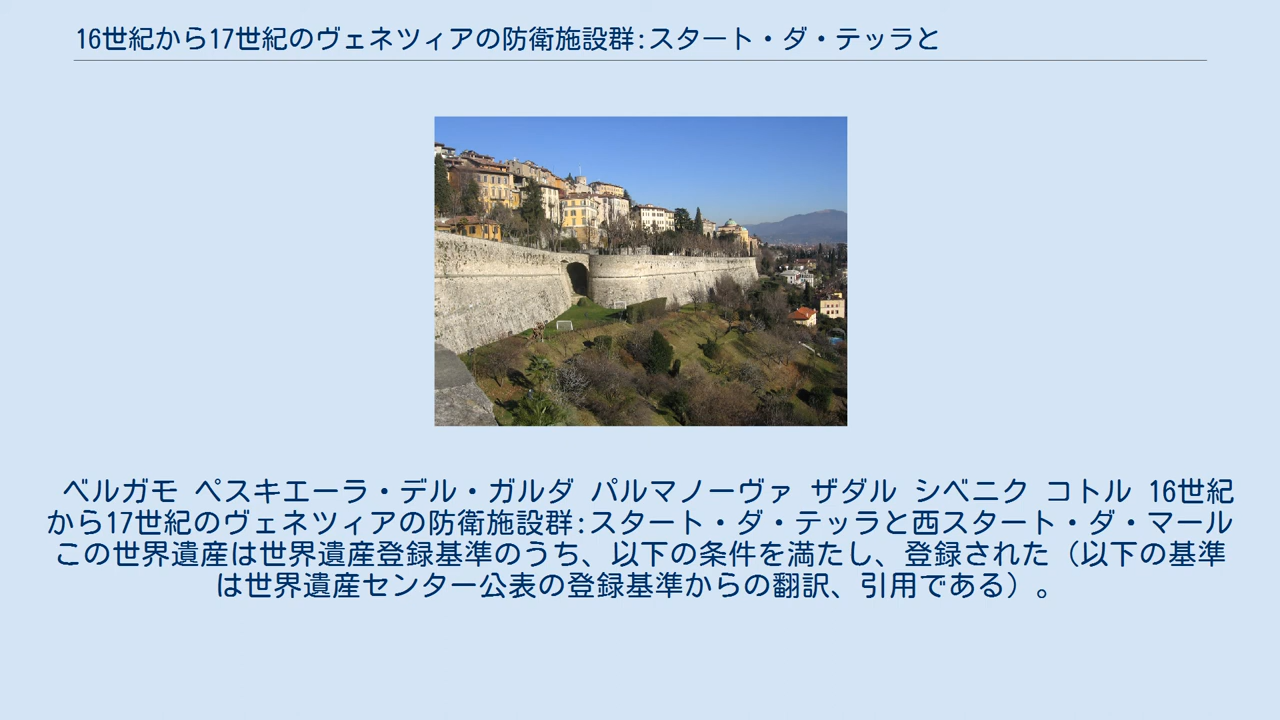 16世紀から17世紀のヴェネツィアの防衛施設群:スタート・ダ・テッラと
ベルガモ ペスキエーラ・デル・ガルダ パルマノーヴァ ザダル シベニク コトル 16世紀
から17世紀のヴェネツィアの防衛施設群:スタート・ダ・テッラと西スタート・ダ・マール
この世界遺産は世界遺産登録基準のうち、以下の条件を満たし、登録された（以下の基準
は世界遺産センター公表の登録基準からの翻訳、引用である）。